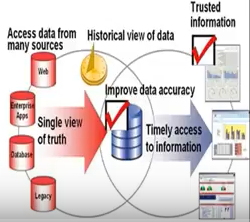 Trusted
information
Access data from
many sources
Historical view of data
Web
Improve data accuracy
Enterprise
Apps
Single view
of truth
Timely access
to information
Database
Legacy